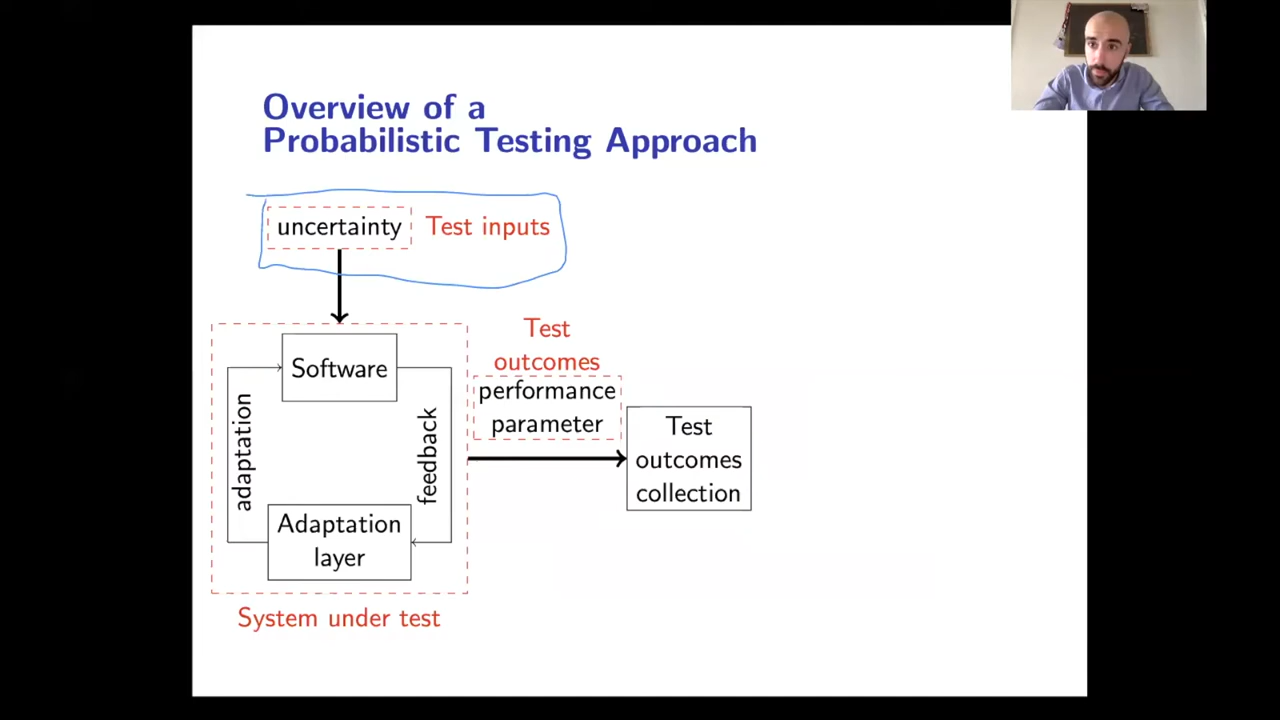 Overview of a
Probabilistic Testing Approach
uncertainty
Test inputs
Test
outcomes
Software
performance
parameter
adaptation
feedback
Test
outcomes
collection
Adaptation
layer
System under test